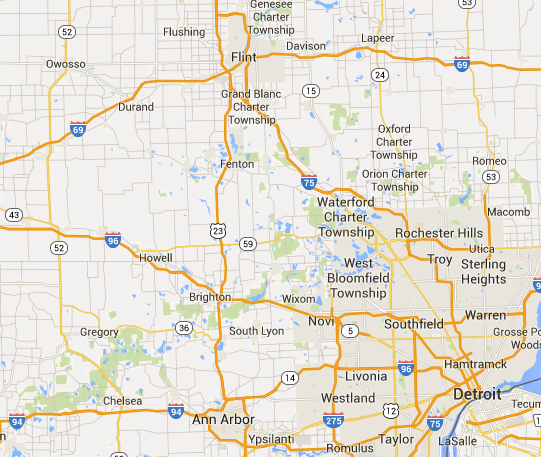 Genesee
Charter
Township
53
52
Flushing
Lapeer
Davison
Flint
Owosso
69
24
15
Grand Blanc
Charter
Township
Durand
69
Oxford
Charter
Township
Fenton
Romeo
Orion Charter
Township
53
75
Waterford
Charter
Township
Macomb
43
23
Rochester Hills
96
59
52
Utica
Troy
Sterling
Heights
Howell
West
Bloomfield
Township
Brighton
Wixom
Warren
Novi
Southfield
36
5
Gregory
South Lyon
Grosse Po
Woods
Hamtramck
96
14
Livonia
Chelsea
Westland
Detroit
94
94
12
Tecum
Ann Arbor
275
75
Ypsilanti
Taylor
LaSalle
Romulus